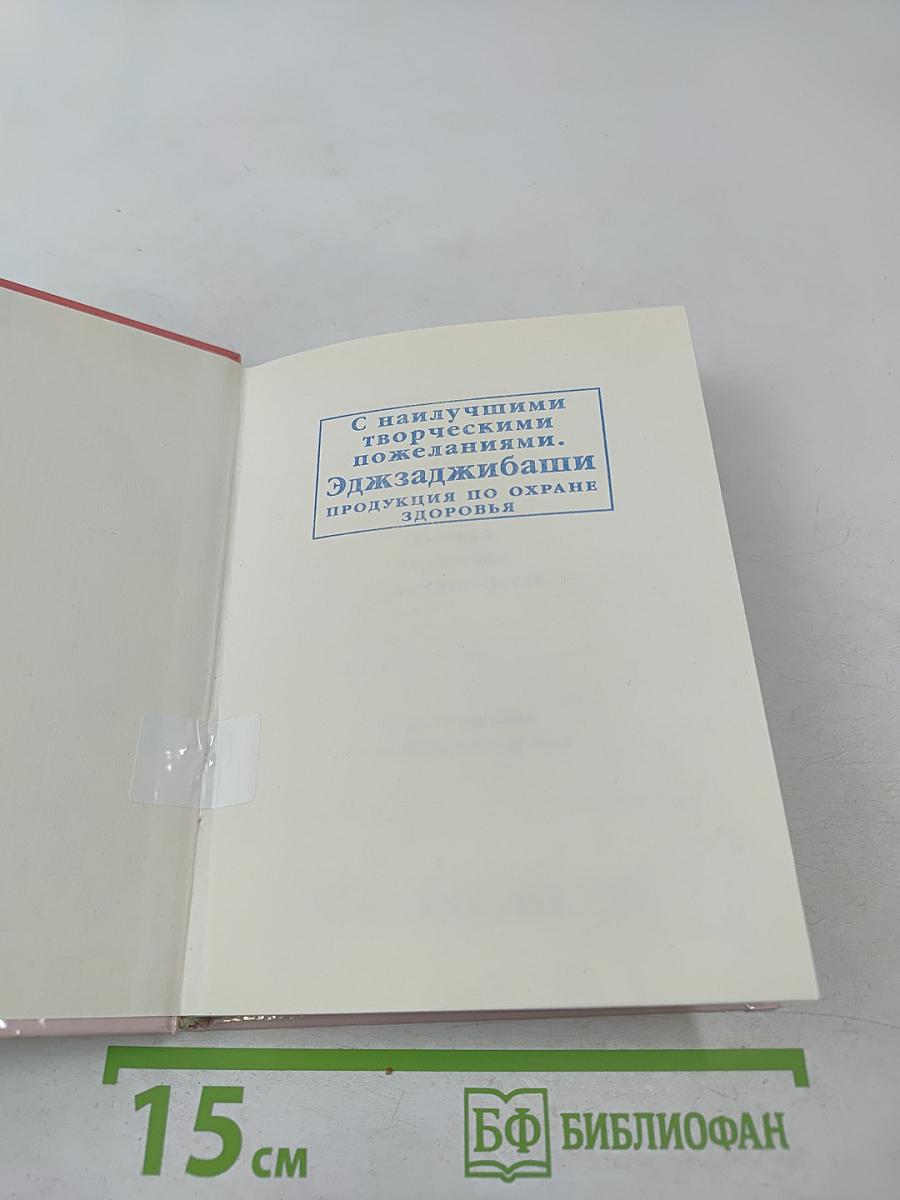 С наилучшими
творческими
пожеланиями.
Эджзаджибаши
ПРОДУКЦИЯ ПО ОХРАНЕ
ЗДОРОВЬЯ
15 см
БФ БИБЛИОФАН